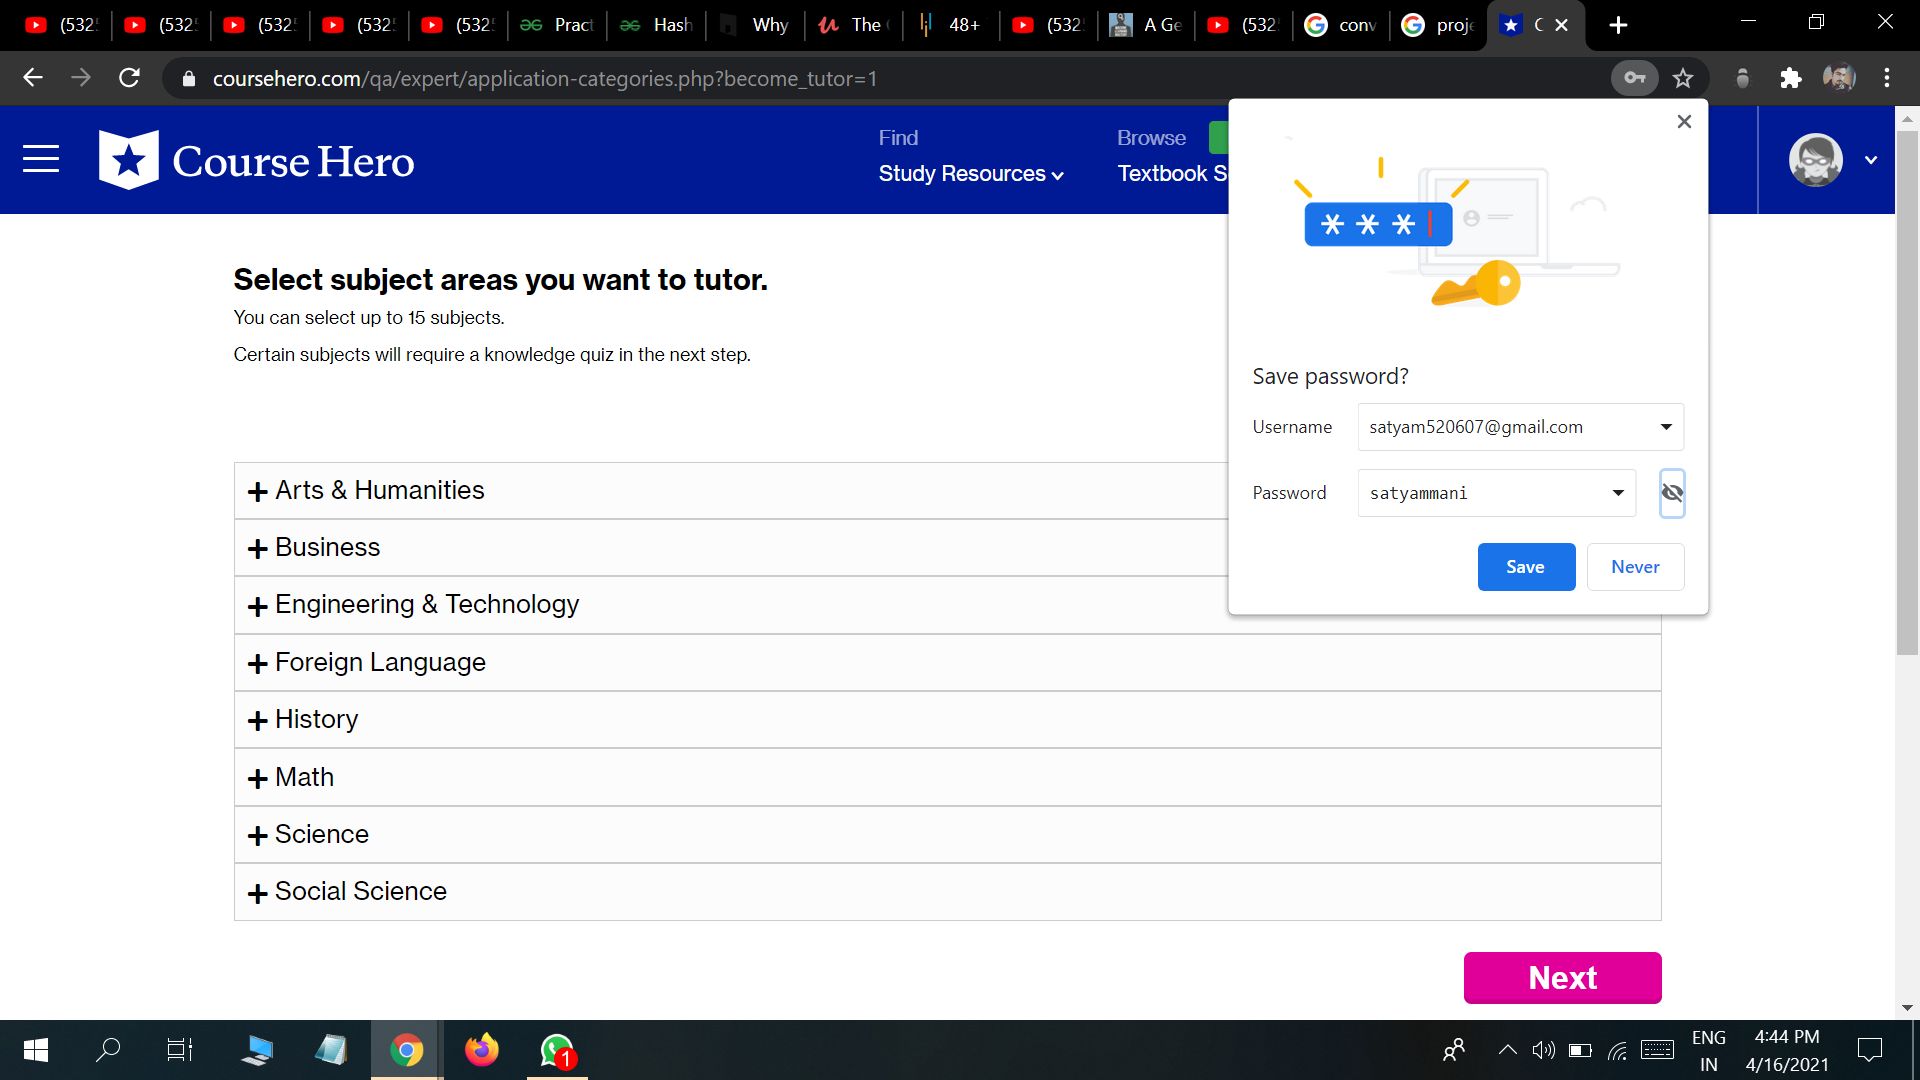 (532 (532 (532 (532 (532 Pract Hash Why The 48+ (532 A Ge (532 conv proje C
coursehero.com/qa/expert/application-categories.php?become_tutor=1
Course Hero
Find
Study Resources
Browse
Textbook S
Select subject areas you want to tutor.
You can select up to 15 subjects.
Certain subjects will require a knowledge quiz in the next step.
+ Arts & Humanities
+ Business
+ Engineering & Technology
+ Foreign Language
+ History
+ Math
+ Science
+ Social Science
Next
* * *
Save password?
Username satyam520607@gmail.com
Password satyammani
Save Never
1
ENG
IN
4:44 PM
4/16/2021